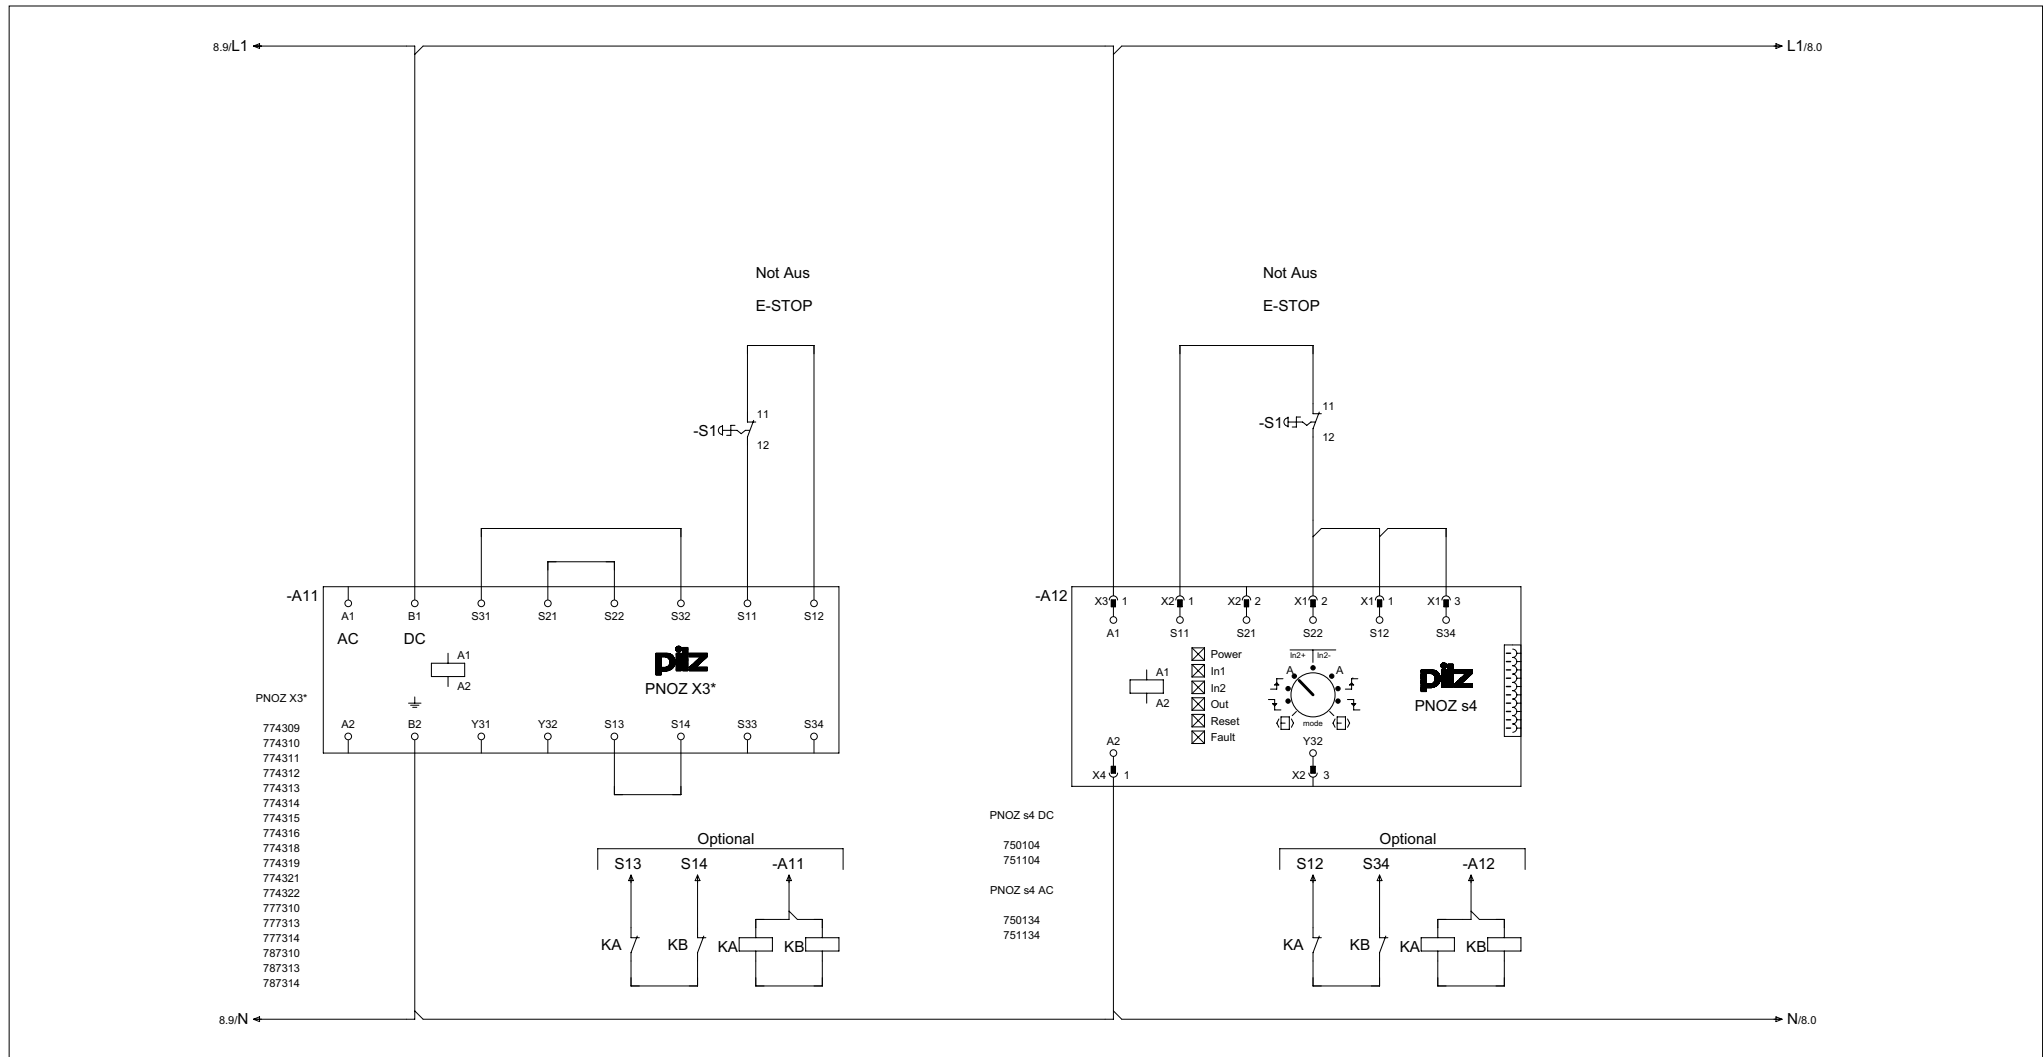 8.9/L1
L1/8.0
Not Aus
E-STOP
-S1
11
12
Not Aus
E-STOP
-S1
11
12
-A11
A1 B1 S31 S21 S22 S32 S11 S12
AC DC
A1
A2
pilz
PNOZ X3*
A2 B2 Y31 Y32 S13 S14 S33 S34
PNOZ X3*
774309
774310
774311
774312
774313
774314
774315
774316
774318
774319
774321
774322
777310
777313
777314
787310
787313
787314
Optional
S13 S14 -A11
KA KB KA KB
-A12
X3 1 X2 1 X2 2 X1 2 X1 1 X1 3
A1 S11 S21 S22 S12 S34
A1
A2
Power
In1
In2
Out
Reset
Fault
In2+ In2-
A A
mode
pilz
PNOZ s4
A2 Y32
X4 1 X2 3
PNOZ s4 DC
750104
751104
PNOZ s4 AC
750134
751134
Optional
S12 S34 -A12
KA KB KA KB
8.9/N
N/8.0